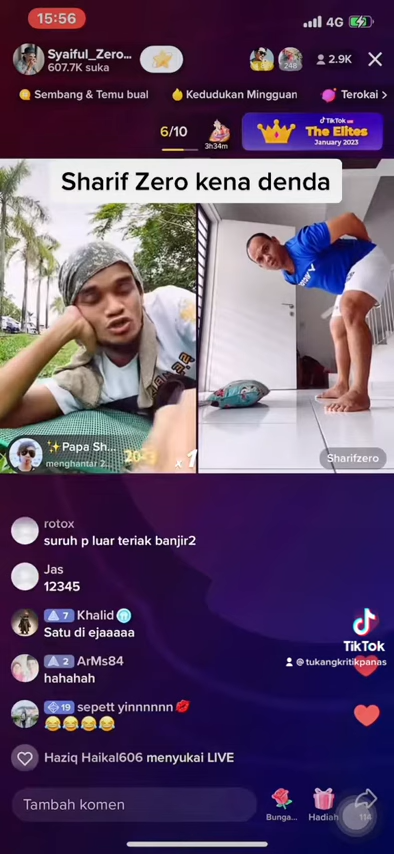 15:56
4G
Syaiful_Zero...
607.7K suka
248
2.9K
Sembang & Temu bual
Kedudukan Mingguan
Terokai >
6/10
3h34m
TikTok
The Elites
January 2023
Sharif Zero kena denda
✨Papa Sh...
menghantar 2...
x1
Sharifzero
rotox
suruh p luar teriak banjir2
Jas
12345
7 Khalid
Satu di ejaaaaa
2 ArMs84
hahahah
19 sepett yinnnnnn💋
😂😂😂😂
TikTok
@tukangkritikpanas
Haziq Haikal606 menyukai LIVE
Tambah komen
Bunga...
Hadiah
114